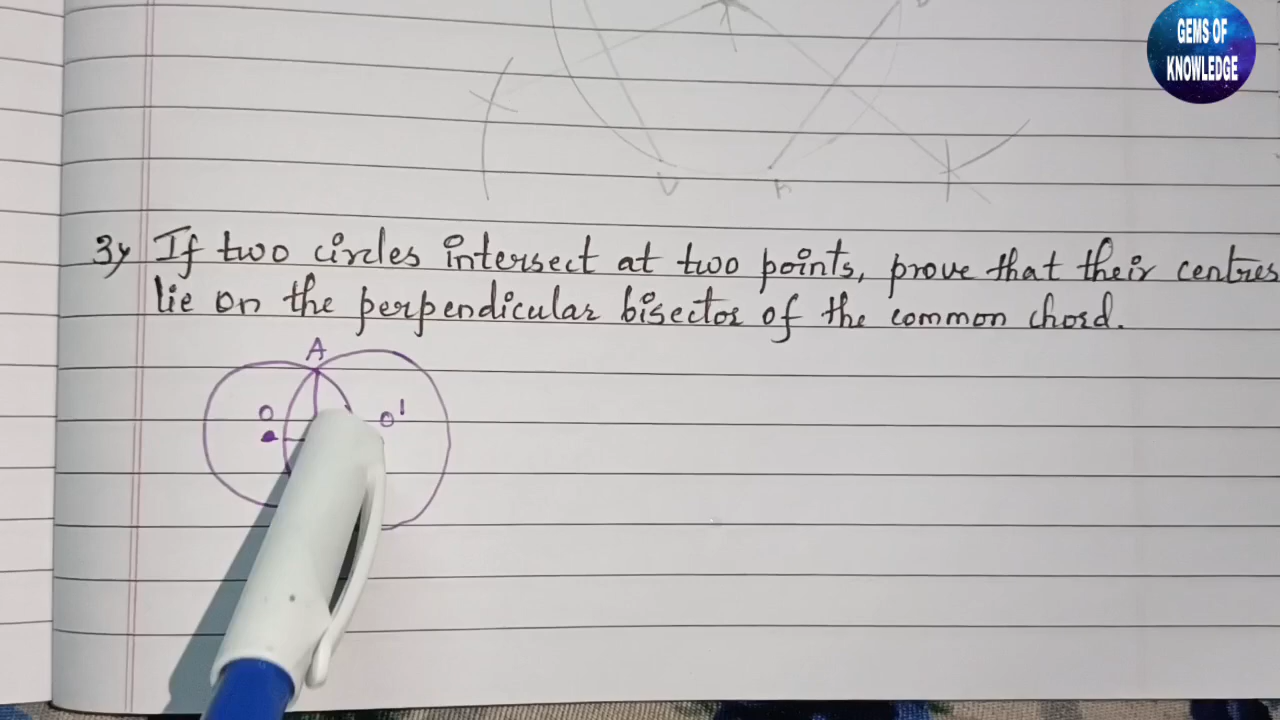 GEMS OF
KNOWLEDGE
3y If two circles intersect at two points, prove that their centres
lie on the perpendicular bisector of the common chord.
A
O
O'